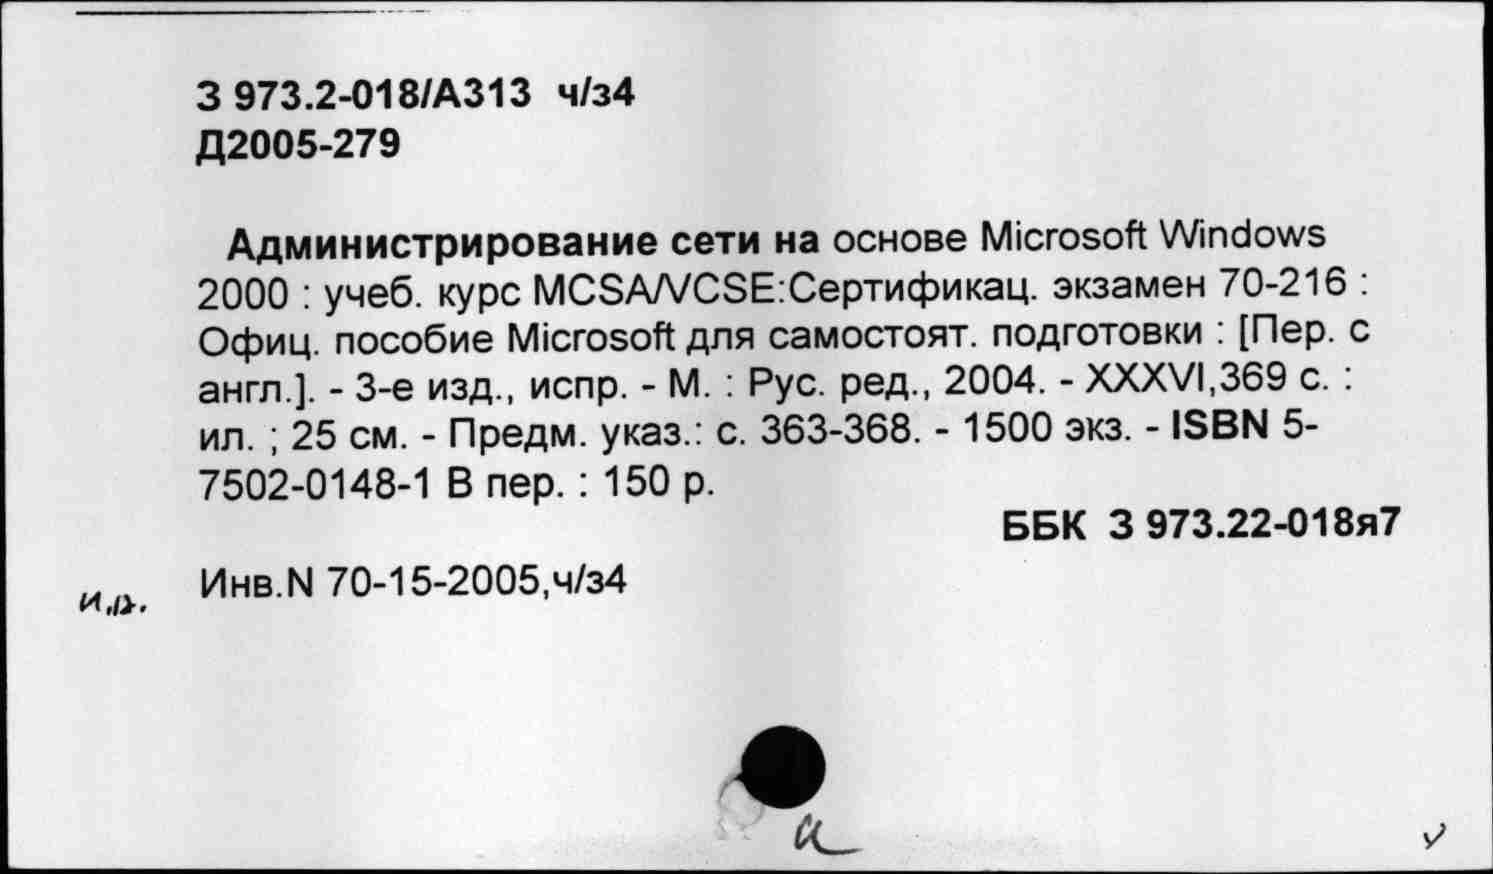 З 973.2-018/А313 ч/з4
Д2005-279
Администрирование сети на основе Microsoft Windows
2000 : учеб. курс MCSA/VCSE:Сертификац. экзамен 70-216 :
Офиц. пособие Microsoft для самостоят. подготовки : [Пер. с
англ.]. - 3-е изд., испр. - М. : Рус. ред., 2004. - XXXVI,369 с. :
ил. ; 25 см. - Предм. указ.: с. 363-368. - 1500 экз. - ISBN 5-
7502-0148-1 В пер. : 150 р.
ББК З 973.22-018я7
Инв.N 70-15-2005,ч/з4